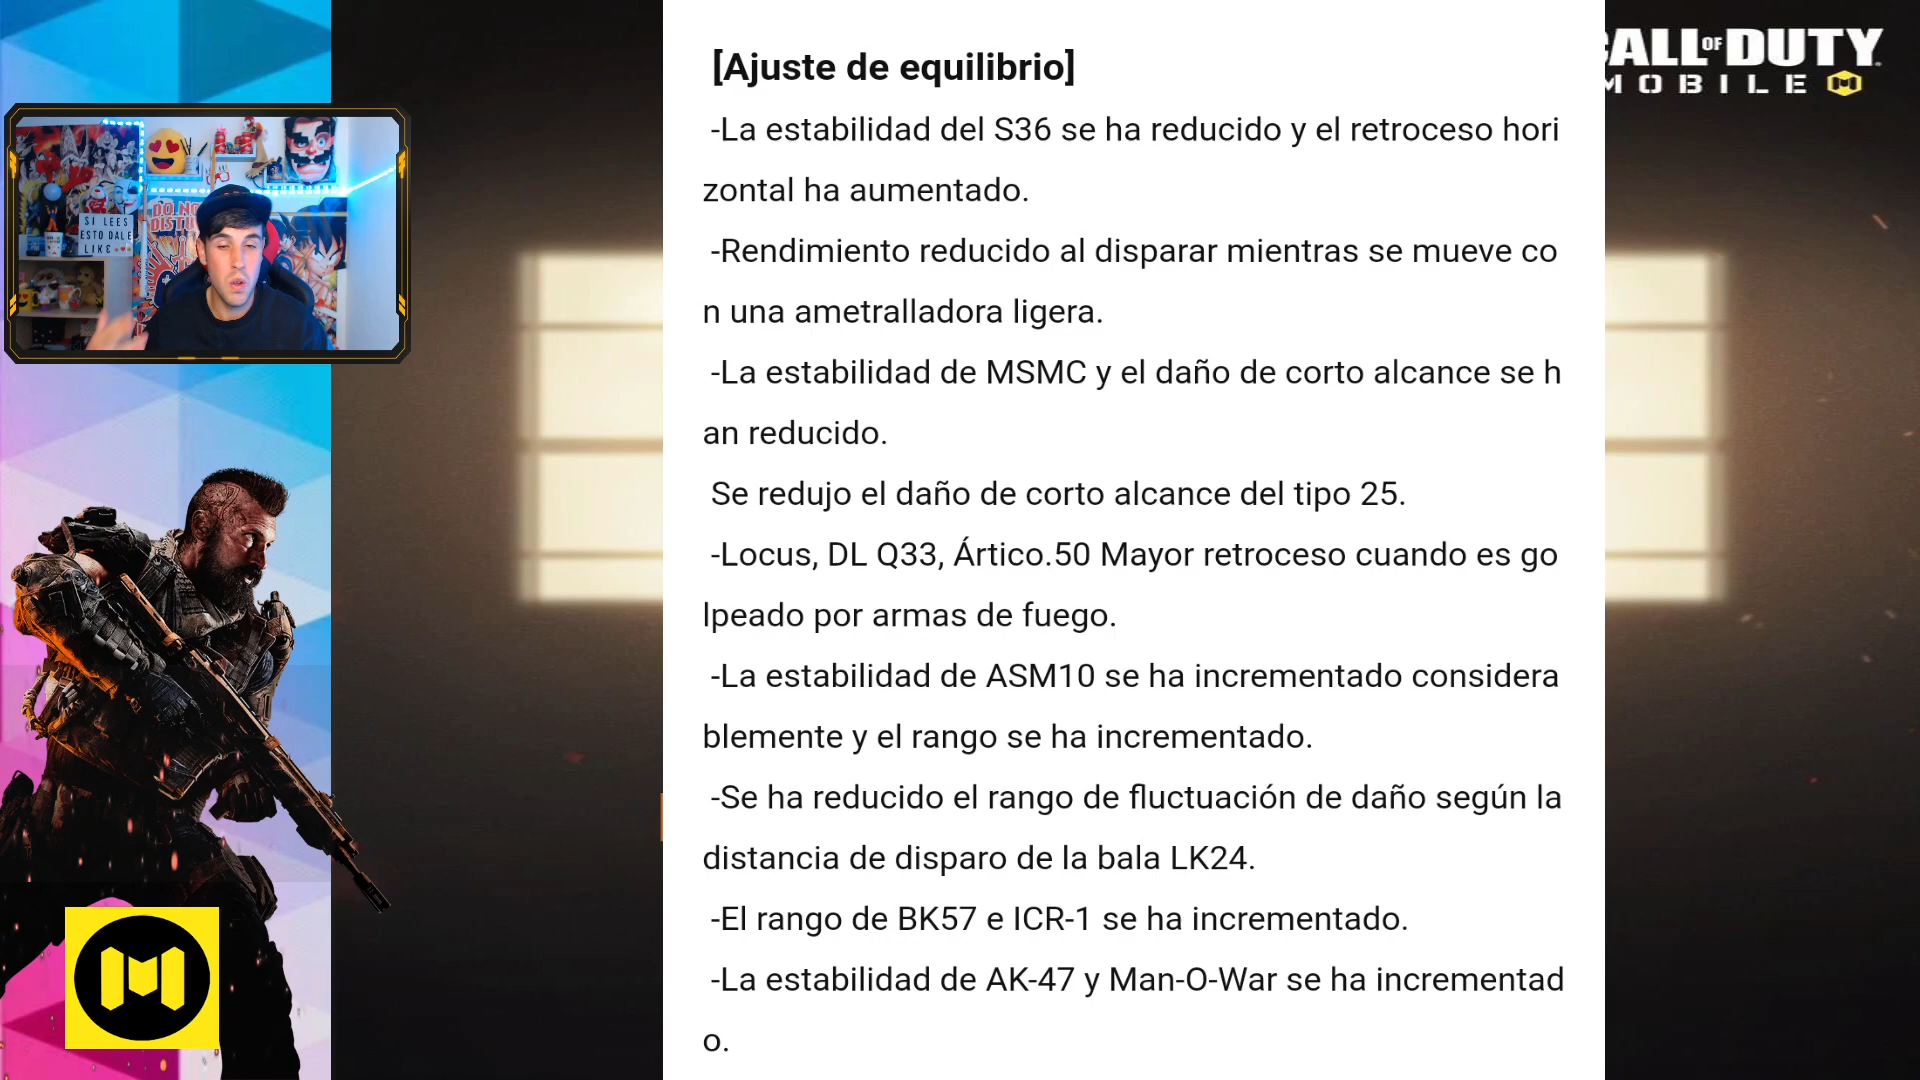 CALL OF DUTY
MOBILE
DO NO
DISTU
SI LEES
ESTO DALE
LIKE
[Ajuste de equilibrio]
-La estabilidad del S36 se ha reducido y el retroceso hori
zontal ha aumentado.
-Rendimiento reducido al disparar mientras se mueve co
n una ametralladora ligera.
-La estabilidad de MSMC y el daño de corto alcance se h
an reducido.
Se redujo el daño de corto alcance del tipo 25.
-Locus, DL Q33, Ártico.50 Mayor retroceso cuando es go
lpeado por armas de fuego.
-La estabilidad de ASM10 se ha incrementado considera
blemente y el rango se ha incrementado.
-Se ha reducido el rango de fluctuación de daño según la
distancia de disparo de la bala LK24.
-El rango de BK57 e ICR-1 se ha incrementado.
-La estabilidad de AK-47 y Man-O-War se ha incrementad
o.